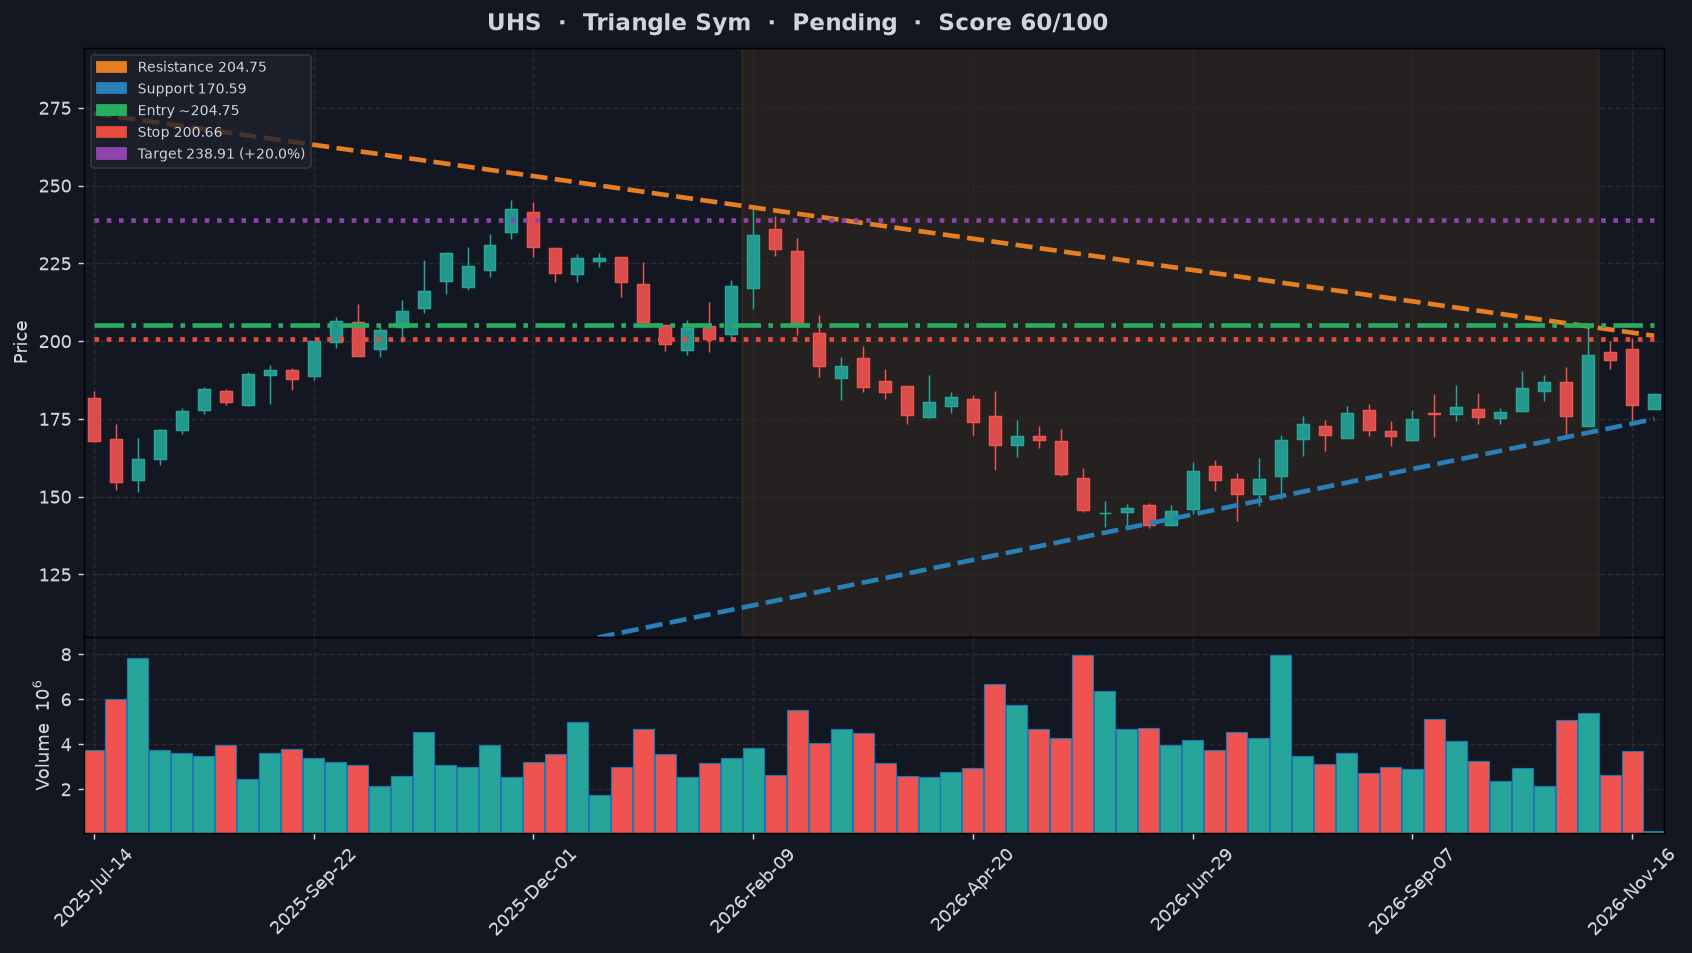 UHS · Triangle Sym · Pending · Score 60/100
Resistance 204.75
Support 170.59
Entry ~204.75
Stop 200.66
Target 238.91 (+20.0%)
Price
275
250
225
200
175
150
125
Volume 10⁶
8
6
4
2
2025-Jul-14
2025-Sep-22
2025-Dec-01
2026-Feb-09
2026-Apr-20
2026-Jun-29
2026-Sep-07
2026-Nov-16